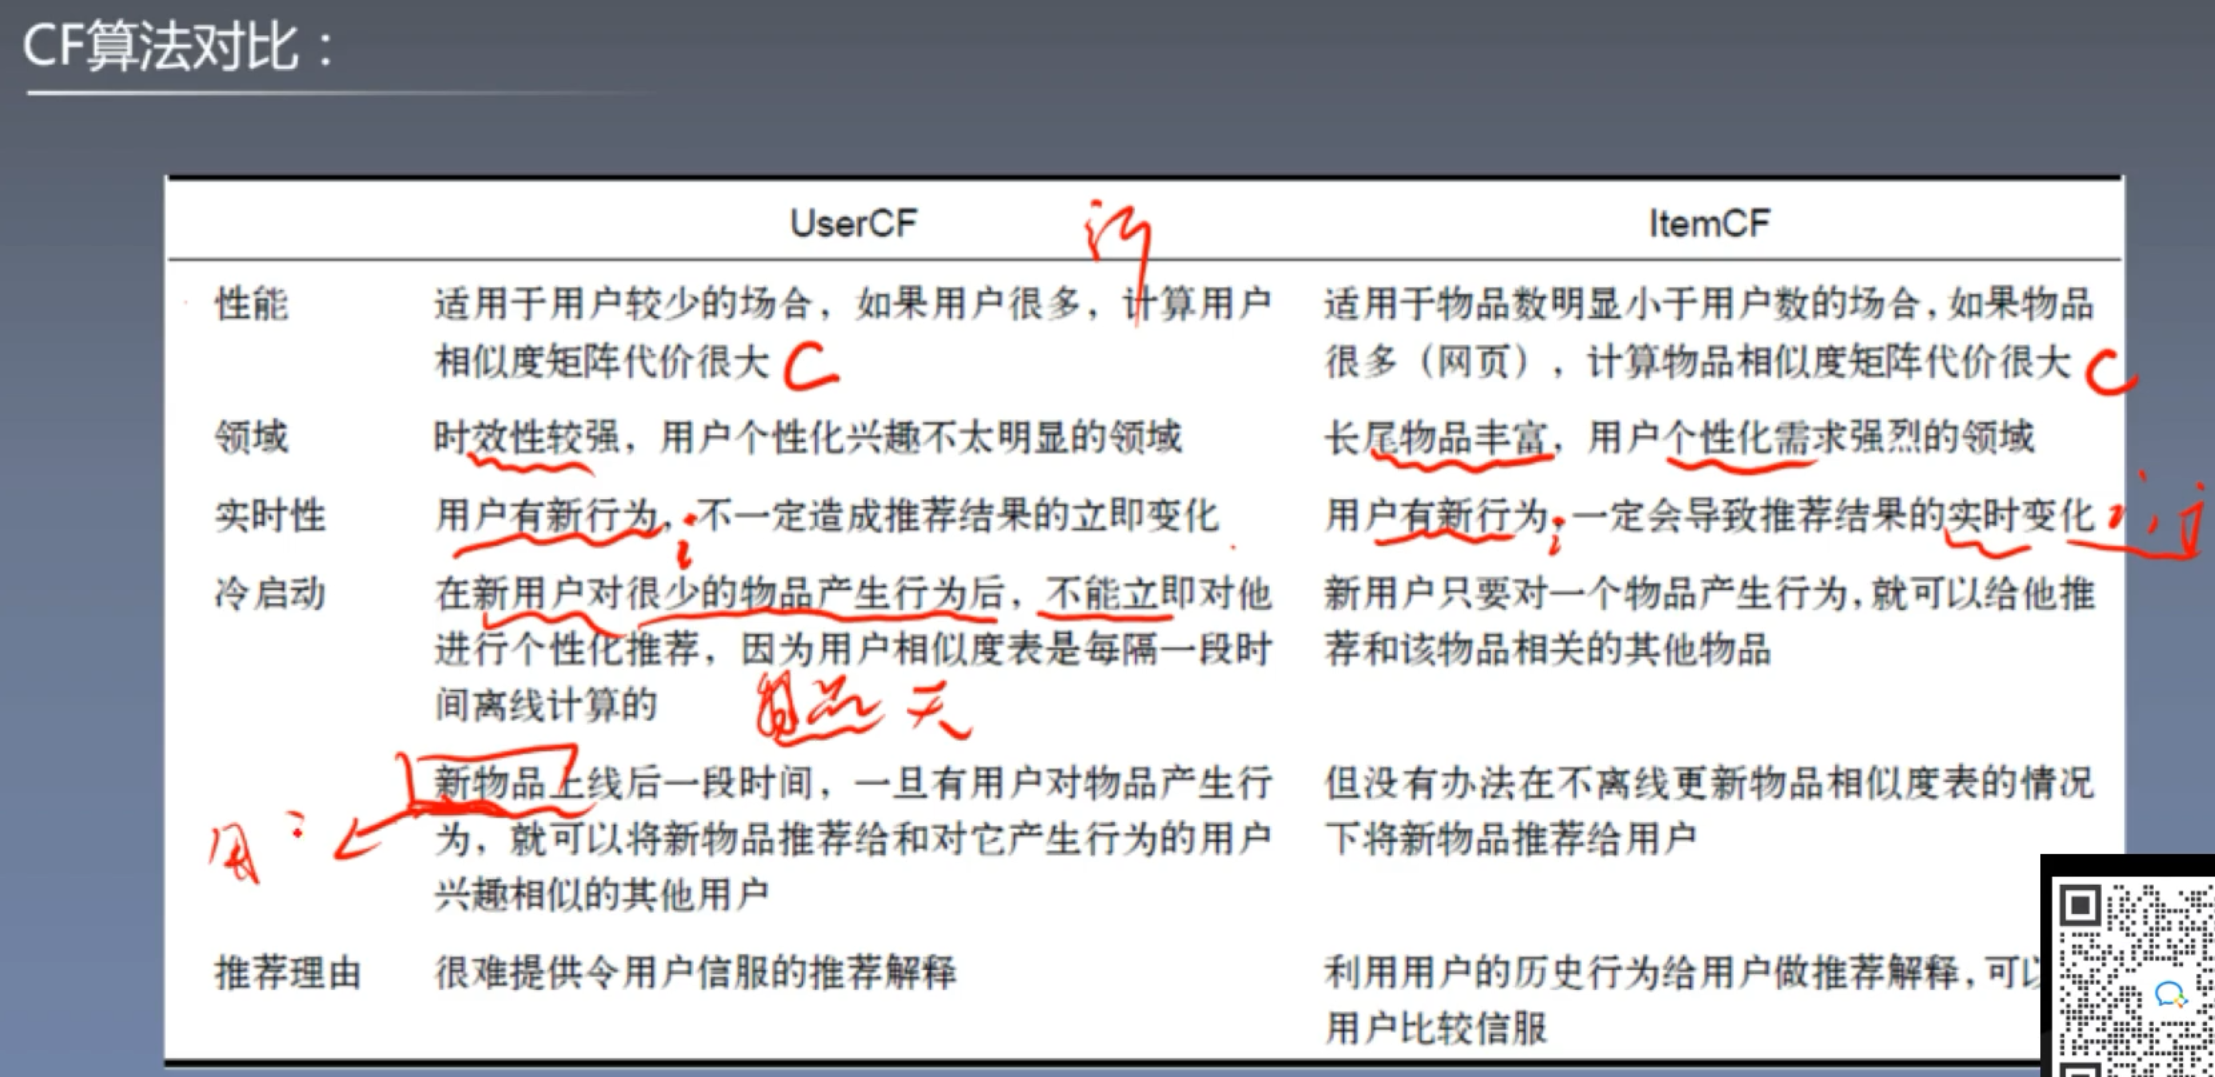 CF算法对比：
UserCF
ItemCF
性能
适用于用户较少的场合，如果用户很多，计算用户
相似度矩阵代价很大
C
适用于物品数明显小于用户数的场合，如果物品
很多（网页），计算物品相似度矩阵代价很大
C
领域
时效性较强，用户个性化兴趣不太明显的领域
长尾物品丰富，用户个性化需求强烈的领域
实时性
用户有新行为，不一定造成推荐结果的立即变化
用户有新行为，一定会导致推荐结果的实时变化
冷启动
在新用户对很少的物品产生行为后，不能立即对他
进行个性化推荐，因为用户相似度表是每隔一段时
间离线计算的
新用户只要对一个物品产生行为，就可以给他推
荐和该物品相关的其他物品
天
新物品上线后一段时间，一旦有用户对物品产生行
为，就可以将新物品推荐给和对它产生行为的用户
兴趣相似的其他用户
但没有办法在不离线更新物品相似度表的情况
下将新物品推荐给用户
推荐理由
很难提供令用户信服的推荐解释
利用用户的历史行为给用户做推荐解释，可
用户比较信服